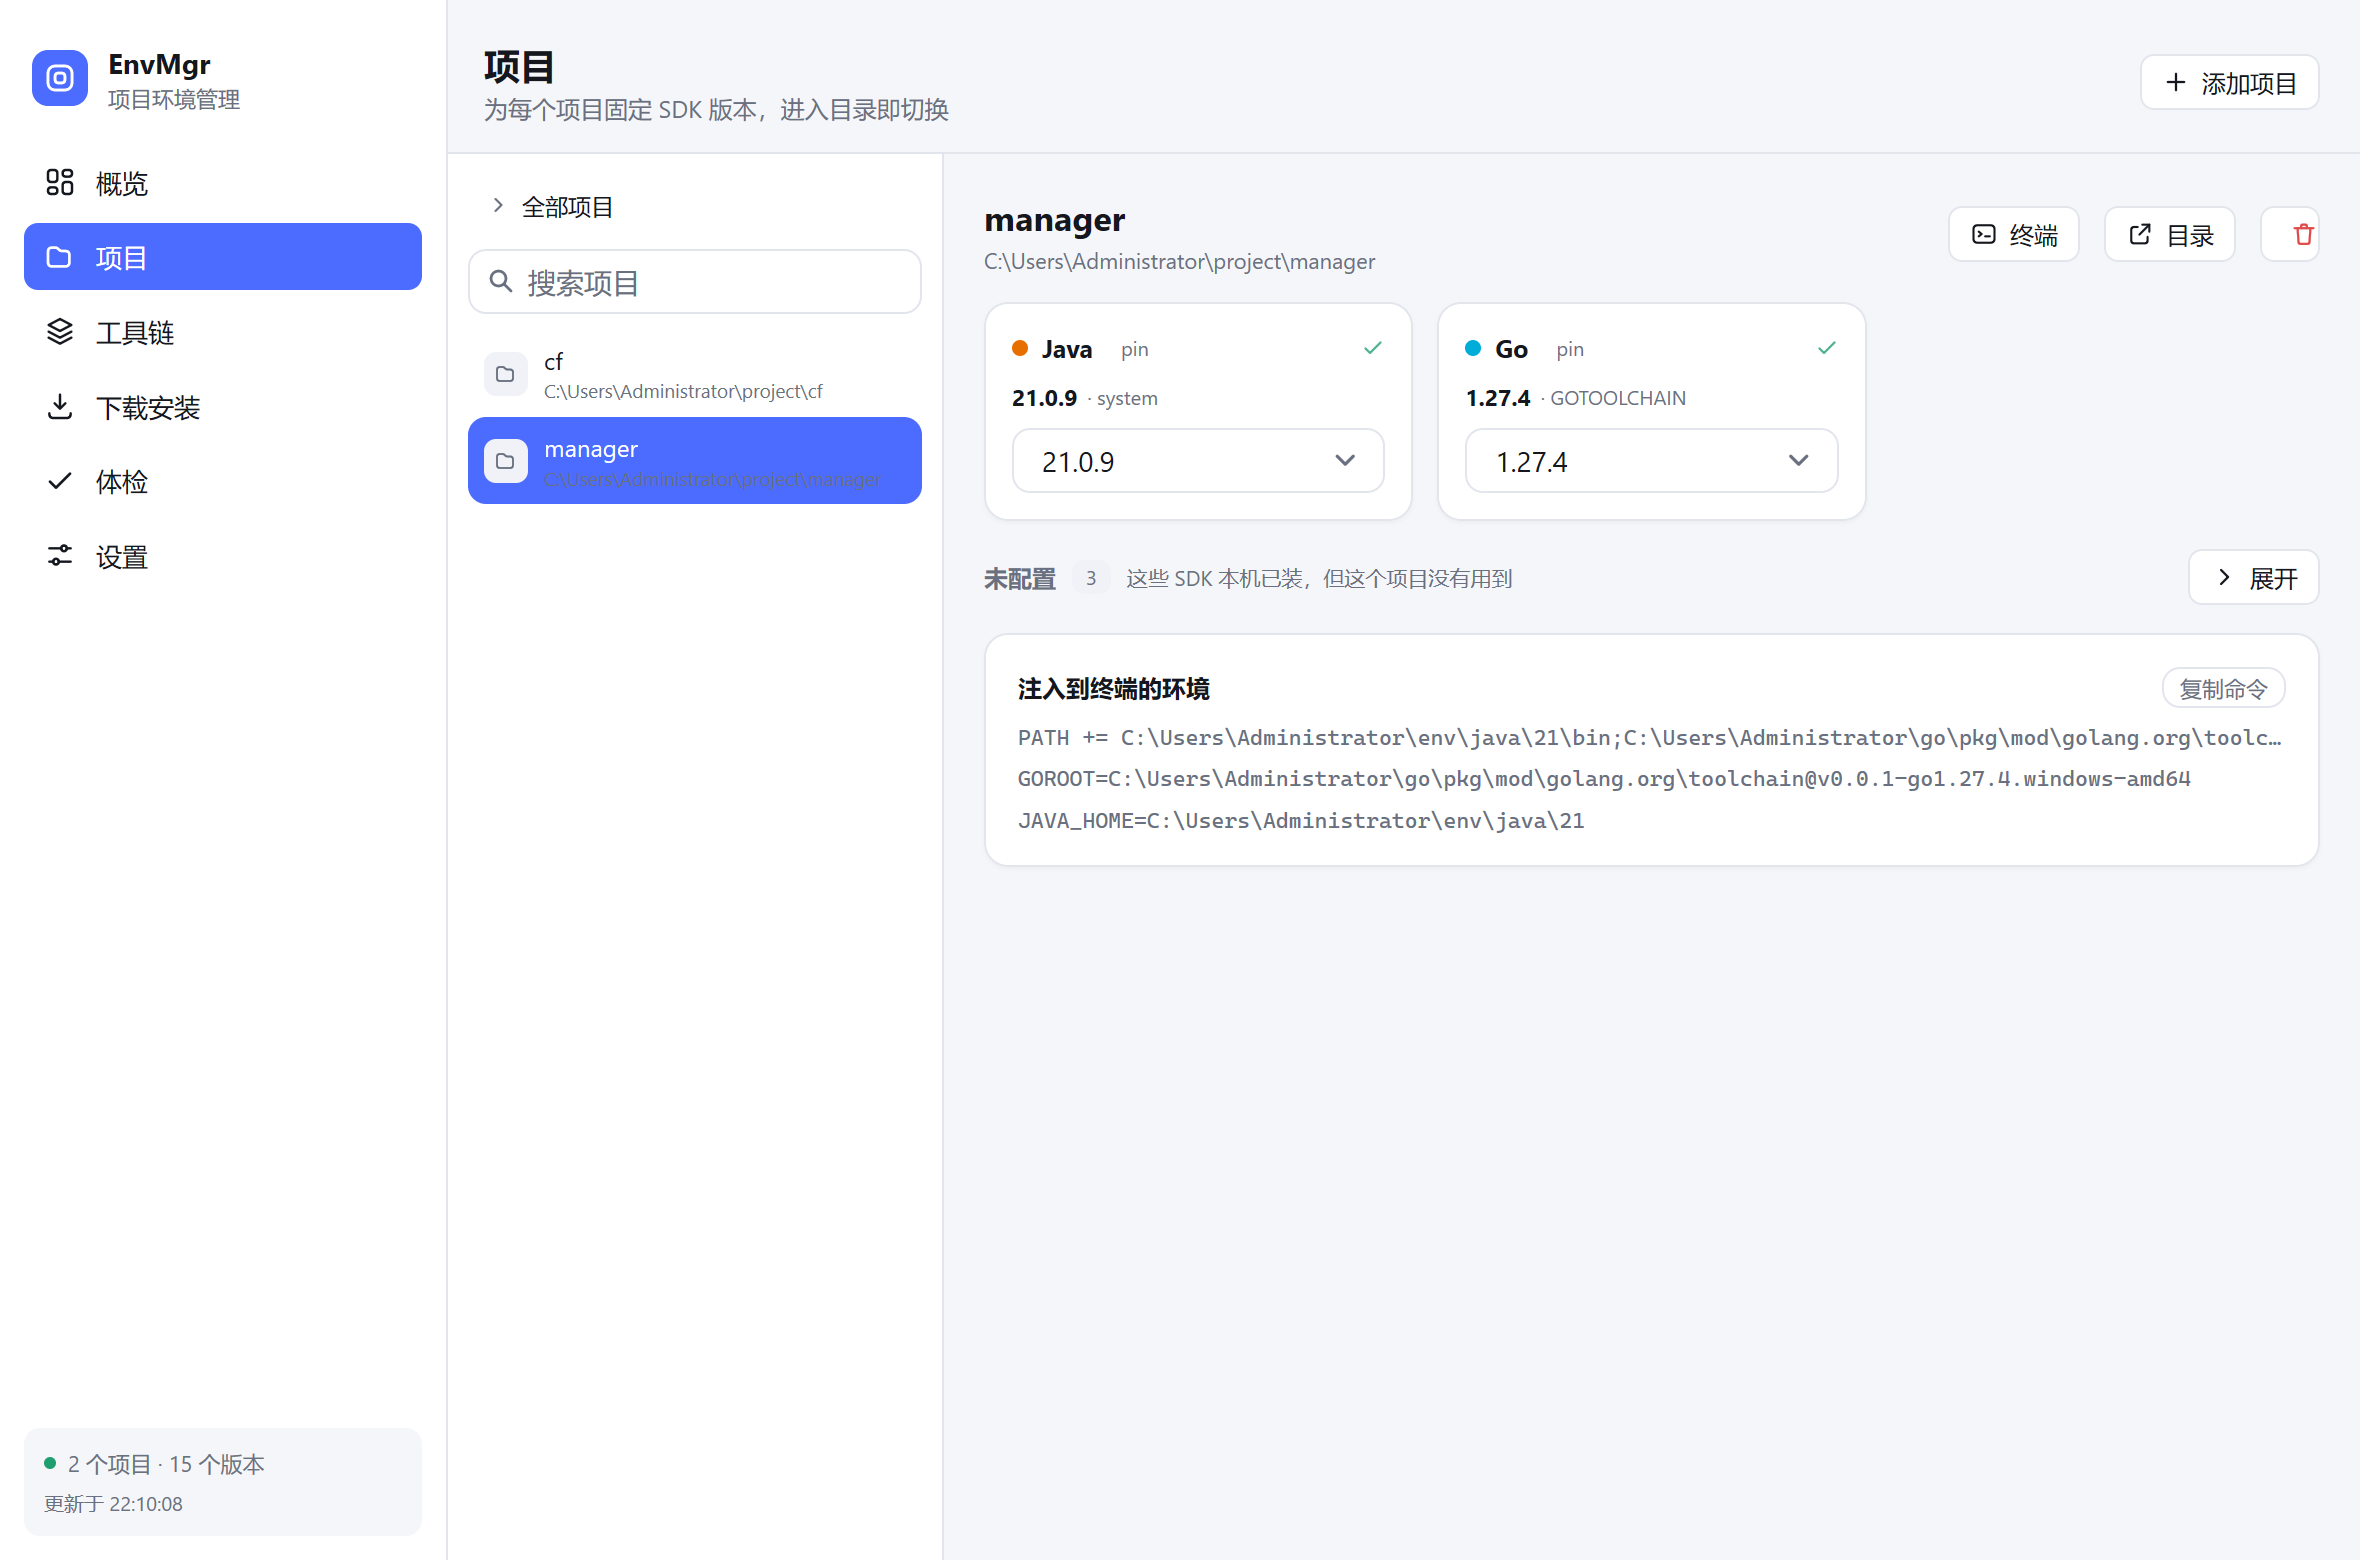 EnvMgr
项目环境管理
概览
项目
工具链
下载安装
体检
设置
2 个项目 · 15 个版本
更新于 22:10:08
项目
为每个项目固定 SDK 版本，进入目录即切换
添加项目
全部项目
搜索项目
cf
C:\Users\Administrator\project\cf
manager
C:\Users\Administrator\project\manager
manager
C:\Users\Administrator\project\manager
终端
目录
Java pin
21.0.9 · system
21.0.9
Go pin
1.27.4 · GOTOOLCHAIN
1.27.4
未配置 3 这些 SDK 本机已装，但这个项目没有用到
展开
注入到终端的环境
复制命令
PATH += C:\Users\Administrator\env\java\21\bin;C:\Users\Administrator\go\pkg\mod\golang.org\toolc…
GOROOT=C:\Users\Administrator\go\pkg\mod\golang.org\toolchain@v0.0.1-go1.27.4.windows-amd64
JAVA_HOME=C:\Users\Administrator\env\java\21